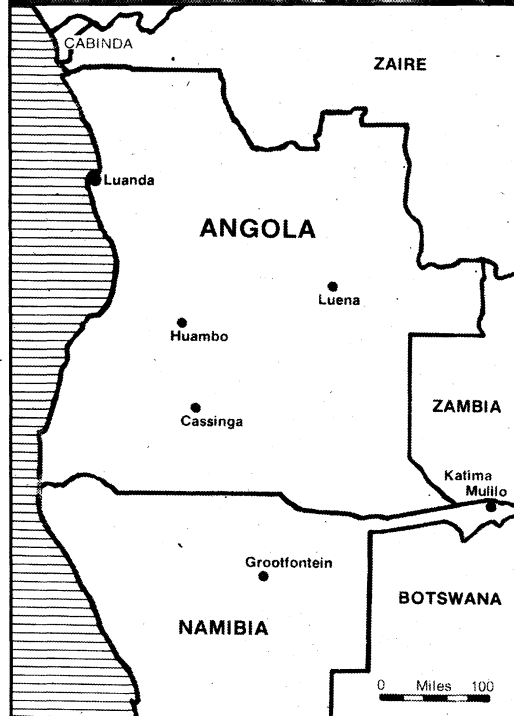 CABINDA
ZAIRE
Luanda
ANGOLA
Luena
Huambo
ZAMBIA
Cassinga
Katima
Mulilo
Grootfontein
BOTSWANA
NAMIBIA
0 Miles 100